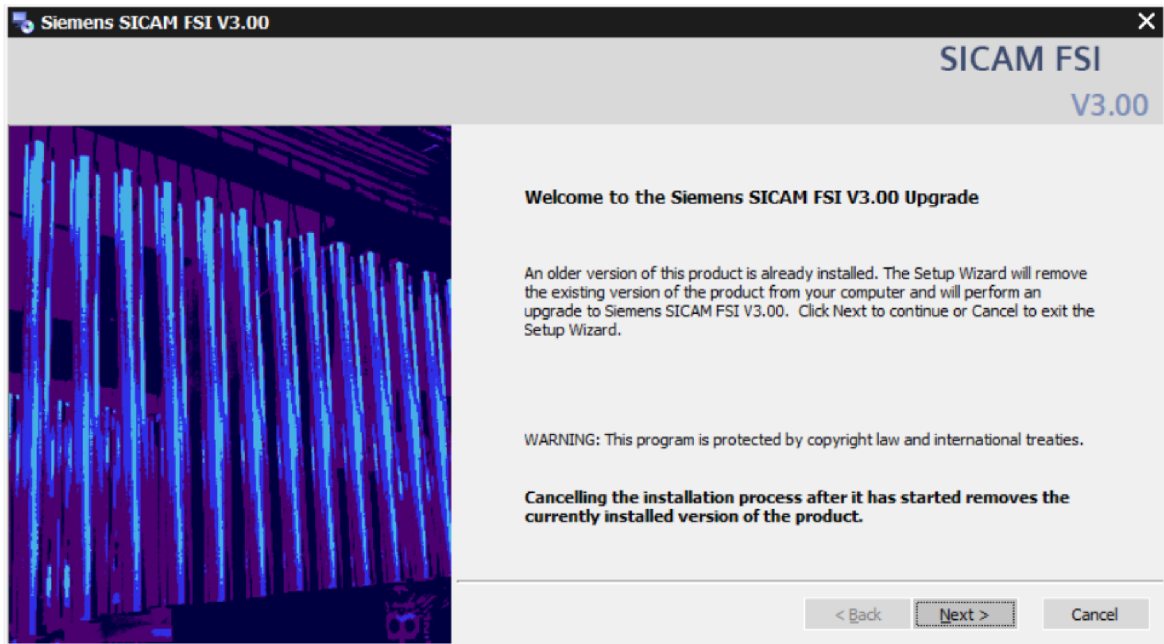 Siemens SICAM FSI V3.00
SICAM FSI
V3.00
Welcome to the Siemens SICAM FSI V3.00 Upgrade
An older version of this product is already installed. The Setup Wizard will remove
the existing version of the product from your computer and will perform an
upgrade to Siemens SICAM FSI V3.00.  Click Next to continue or Cancel to exit the
Setup Wizard.
WARNING: This program is protected by copyright law and international treaties.
Cancelling the installation process after it has started removes the
currently installed version of the product.
< Back
Next >
Cancel